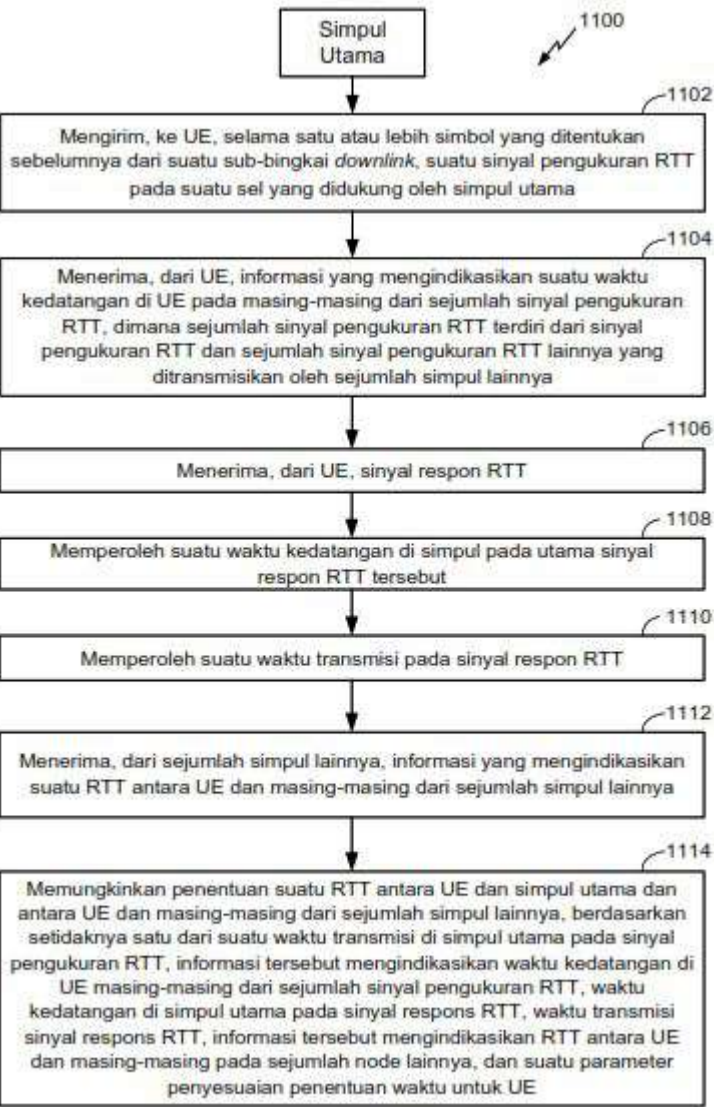 Simpul
Utama
1100
1102
Mengirim, ke UE, selama satu atau lebih simbol yang ditentukan
sebelumnya dari suatu sub-bingkai downlink, suatu sinyal pengukuran RTT
pada suatu sel yang didukung oleh simpul utama
1104
Menerima, dari UE, informasi yang mengindikasikan suatu waktu
kedatangan di UE pada masing-masing dari sejumlah sinyal pengukuran
RTT, dimana sejumlah sinyal pengukuran RTT terdiri dari sinyal
pengukuran RTT dan sejumlah sinyal pengukuran RTT lainnya yang
ditransmisikan oleh sejumlah simpul lainnya
1106
Menerima, dari UE, sinyal respon RTT
1108
Memperoleh suatu waktu kedatangan di simpul pada utama sinyal
respon RTT tersebut
1110
Memperoleh suatu waktu transmisi pada sinyal respon RTT
1112
Menerima, dari sejumlah simpul lainnya, informasi yang mengindikasikan
suatu RTT antara UE dan masing-masing dari sejumlah simpul lainnya
1114
Memungkinkan penentuan suatu RTT antara UE dan simpul utama dan
antara UE dan masing-masing dari sejumlah simpul lainnya, berdasarkan
setidaknya satu dari suatu waktu transmisi di simpul utama pada sinyal
pengukuran RTT, informasi tersebut mengindikasikan waktu kedatangan di
UE masing-masing dari sejumlah sinyal pengukuran RTT, waktu
kedatangan di simpul utama pada sinyal respons RTT, waktu transmisi
sinyal respons RTT, informasi tersebut mengindikasikan RTT antara UE
dan masing-masing pada sejumlah node lainnya, dan suatu parameter
penyesuaian penentuan waktu untuk UE